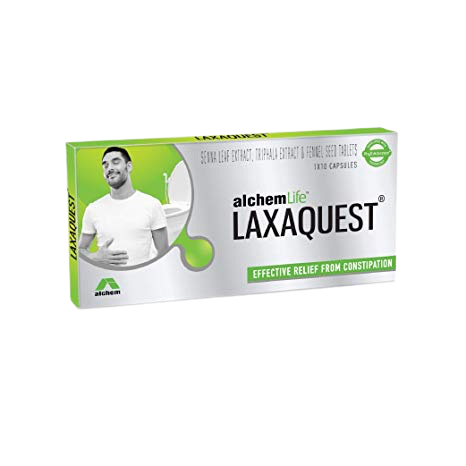 SENNA LEAF EXTRACT, TRIPHALA EXTRACT & FENNEL SEED TABLETS
1X10 CAPSULES
alchemLife™
LAXAQUEST®
EFFECTIVE RELIEF FROM CONSTIPATION
alchem
LAXAQUEST